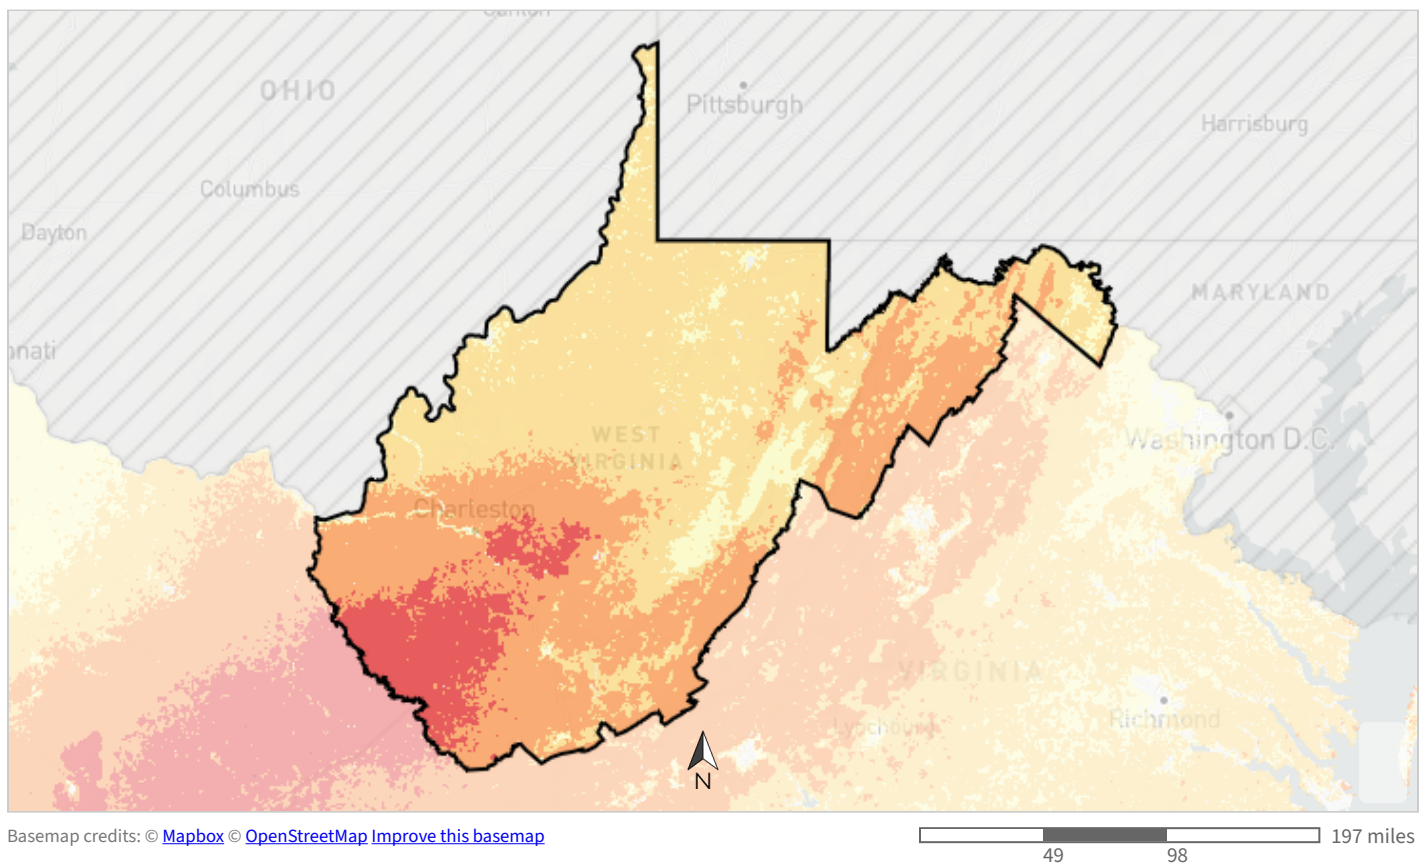 Canton
OHIO
Pittsburgh
Harrisburg
Columbus
Dayton
MARYLAND
nnati
WEST
VIRGINIA
Washington D.C.
Charleston
VIRGINIA
Richmond
Lynchburg
N
Basemap credits: © Mapbox © OpenStreetMap Improve this basemap
197 miles
49 98